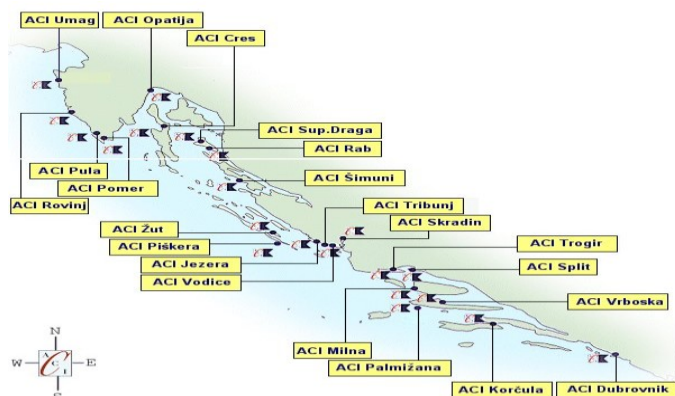 ACI Umag
ACI Opatija
ACI Cres
ACI Sup.Draga
ACI Rab
ACI Pula
ACI Šimuni
ACI Pomer
ACI Rovinj
ACI Tribunj
ACI Skradin
ACI Žut
ACI Piškera
ACI Jezera
ACI Vodice
ACI Trogir
ACI Split
ACI Vrboska
ACI Milna
ACI Palmižana
ACI Korčula
ACI Dubrovnik
N
W
E
S
A
C
I